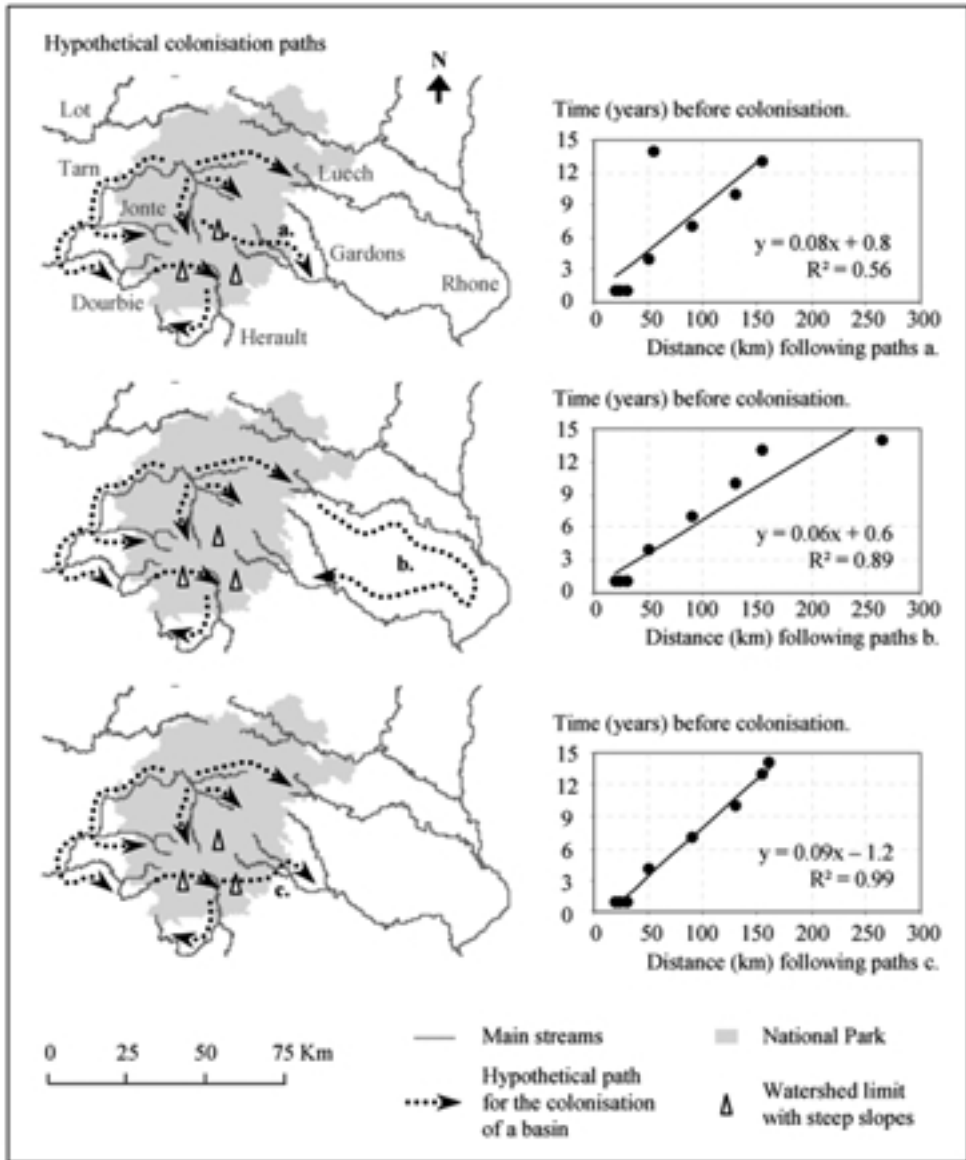 Hypothetical colonisation paths
N
Lot
Tarn
Jonte
Luech
a.
Gardons
Dourbie
Rhone
Herault
Time (years) before colonisation.
15
12
9
6
3
0
y = 0.08x + 0.8
R² = 0.56
0 50 100 150 200 250 300
Distance (km) following paths a.
b.
Time (years) before colonisation.
15
12
9
6
3
0
y = 0.06x + 0.6
R² = 0.89
0 50 100 150 200 250 300
Distance (km) following paths b.
c.
Time (years) before colonisation.
15
12
9
6
3
0
y = 0.09x – 1.2
R² = 0.99
0 50 100 150 200 250 300
Distance (km) following paths c.
0 25 50 75 Km
Main streams
National Park
Hypothetical path
for the colonisation
of a basin
Watershed limit
with steep slopes